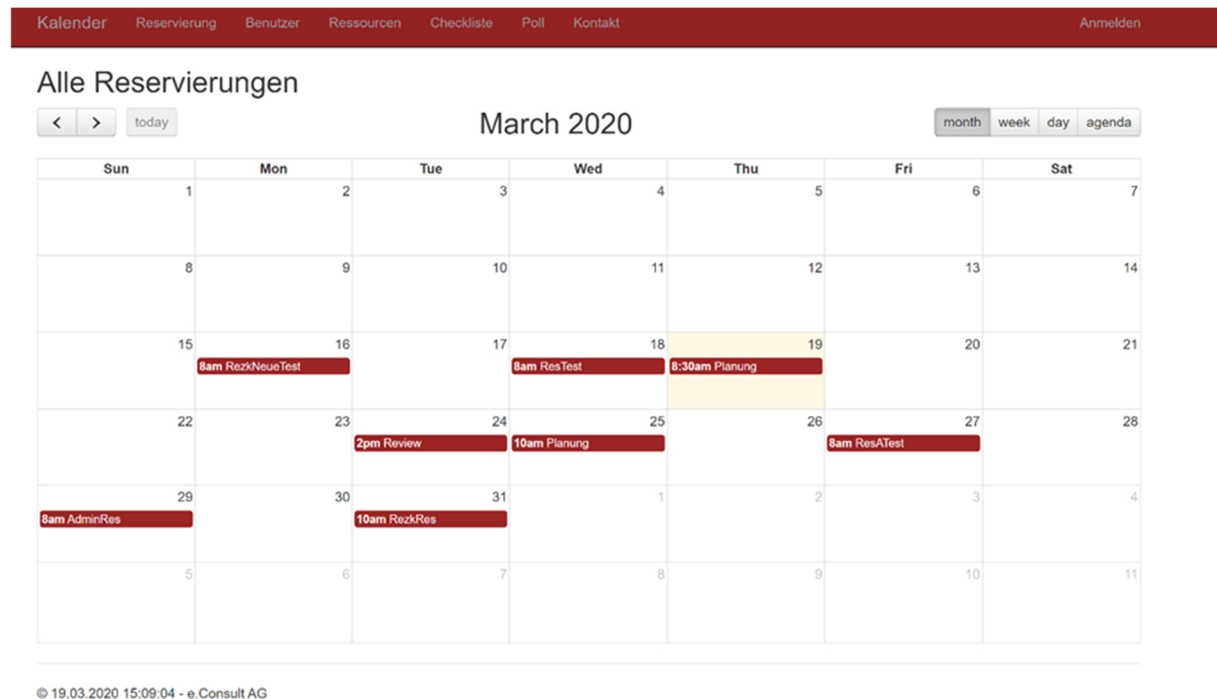 Kalender Reservierung Benutzer Ressourcen Checkliste Poll Kontakt Anmelden
Alle Reservierungen
< > today March 2020 month week day agenda
Sun Mon Tue Wed Thu Fri Sat
1 2 3 4 5 6 7
8 9 10 11 12 13 14
15 16 17 18 19 20 21
8am RezkNeueTest 8am ResTest 8:30am Planung
22 23 24 25 26 27 28
2pm Review 10am Planung 8am ResATest
29 30 31 1 2 3 4
8am AdminRes 10am RezkRes
5 6 7 8 9 10 11
© 19.03.2020 15:09:04 - e.Consult AG